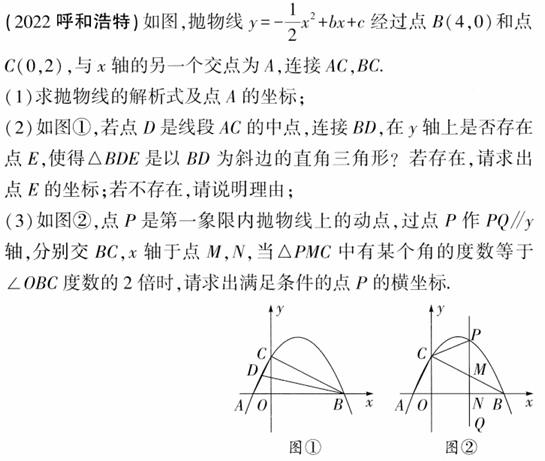 (2022 呼和浩特)如图,抛物线 y=-\frac{1}{2}x²+bx+c 经过点 B(4,0)和点
C(0,2),与 x 轴的另一个交点为 A,连接 AC,BC.
(1)求抛物线的解析式及点 A 的坐标;
(2)如图①,若点 D 是线段 AC 的中点,连接 BD,在 y 轴上是否存在
点 E,使得△BDE 是以 BD 为斜边的直角三角形? 若存在,请求出
点 E 的坐标;若不存在,请说明理由;
(3)如图②,点 P 是第一象限内抛物线上的动点,过点 P 作 PQ∥y
轴,分别交 BC,x 轴于点 M,N,当△PMC 中有某个角的度数等于
∠OBC 度数的 2 倍时,请求出满足条件的点 P 的横坐标.
y
C
D
A O B x
图①
y
P
C
M
A O N B x
Q
图②